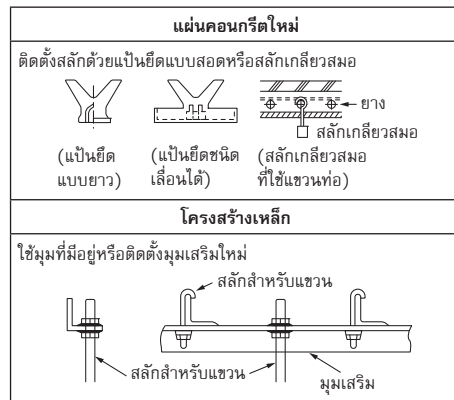 แผ่นคอนกรีตใหม่
ติดตั้งสลักด้วยแป้นยึดแบบสอดหรือสลักเกลียวสมอ
ยาง
สลักเกลียวสมอ
(แป้นยึด
แบบยาว)
(แป้นยึดชนิด
เลื่อนได้)
(สลักเกลียวสมอ
ที่ใช้แขวนท่อ)
โครงสร้างเหล็ก
ใช้มุมที่มีอยู่หรือติดตั้งมุมเสริมใหม่
สลักสำหรับแขวน
สลักสำหรับแขวน
มุมเสริม